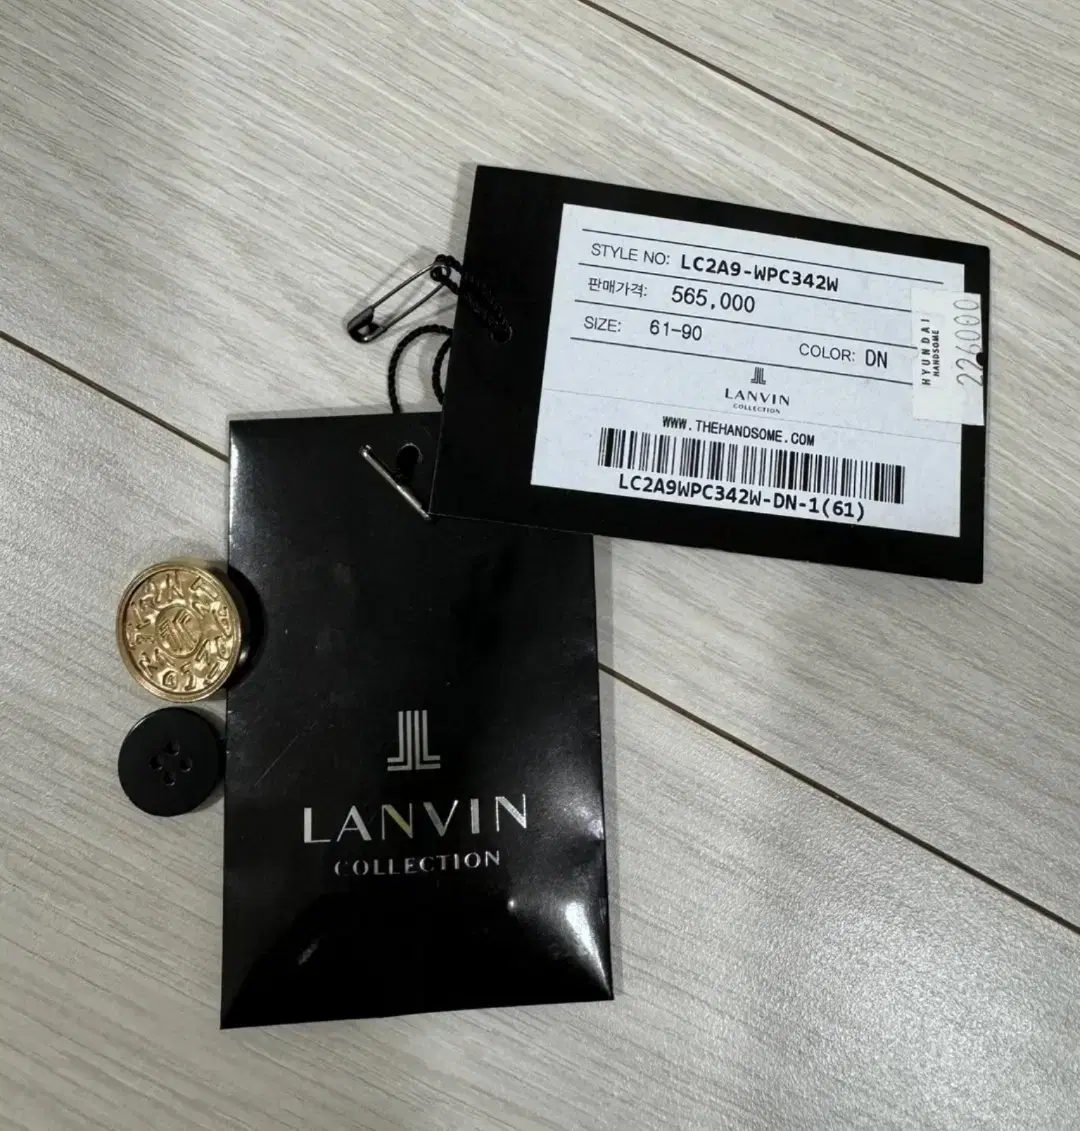 STYLE NO: LC2A9-WPC342W
판매가격: 565,000
SIZE: 61-90
COLOR: DN
LANVIN
COLLECTION
WWW.THEHANDSOME.COM
LC2A9WPC342W-DN-1(61)
HYUNDAI
HANDSOME
226000
LANVIN
COLLECTION